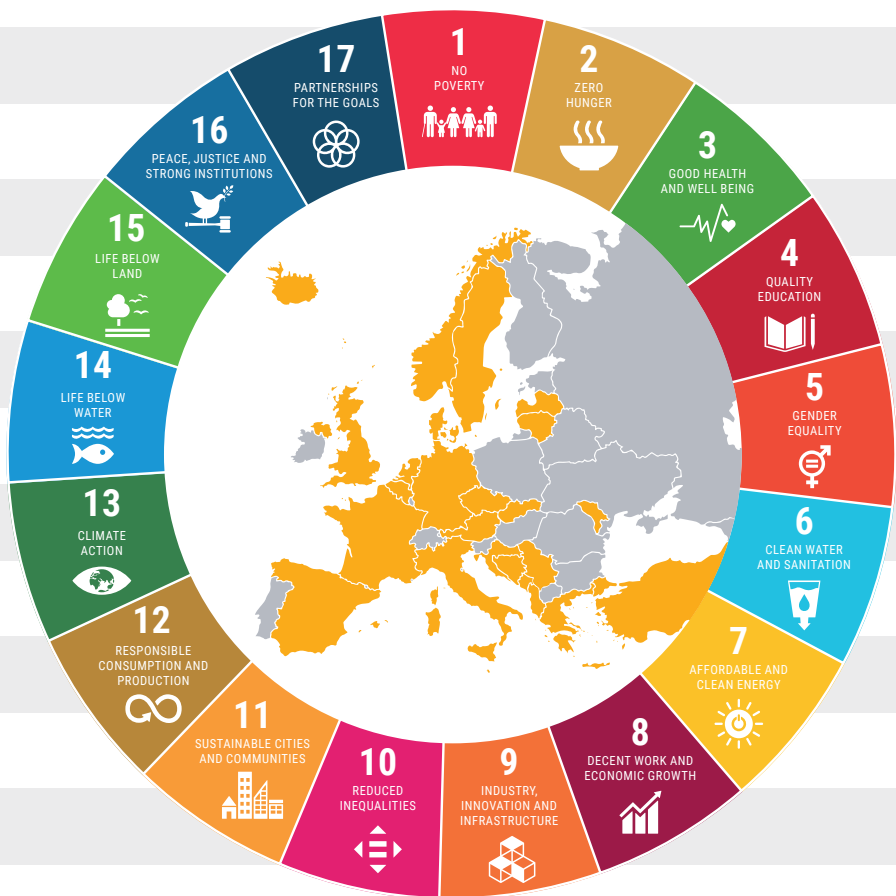 1
NO
POVERTY
2
ZERO
HUNGER
3
GOOD HEALTH
AND WELL BEING
4
QUALITY
EDUCATION
5
GENDER
EQUALITY
6
CLEAN WATER
AND SANITATION
7
AFFORDABLE AND
CLEAN ENERGY
8
DECENT WORK AND
ECONOMIC GROWTH
9
INDUSTRY,
INNOVATION AND
INFRASTRUCTURE
10
REDUCED
INEQUALITIES
11
SUSTAINABLE CITIES
AND COMMUNITIES
12
RESPONSIBLE
CONSUMPTION AND
PRODUCTION
13
CLIMATE
ACTION
14
LIFE BELOW
WATER
15
LIFE BELOW
LAND
16
PEACE, JUSTICE AND
STRONG INSTITUTIONS
17
PARTNERSHIPS
FOR THE GOALS